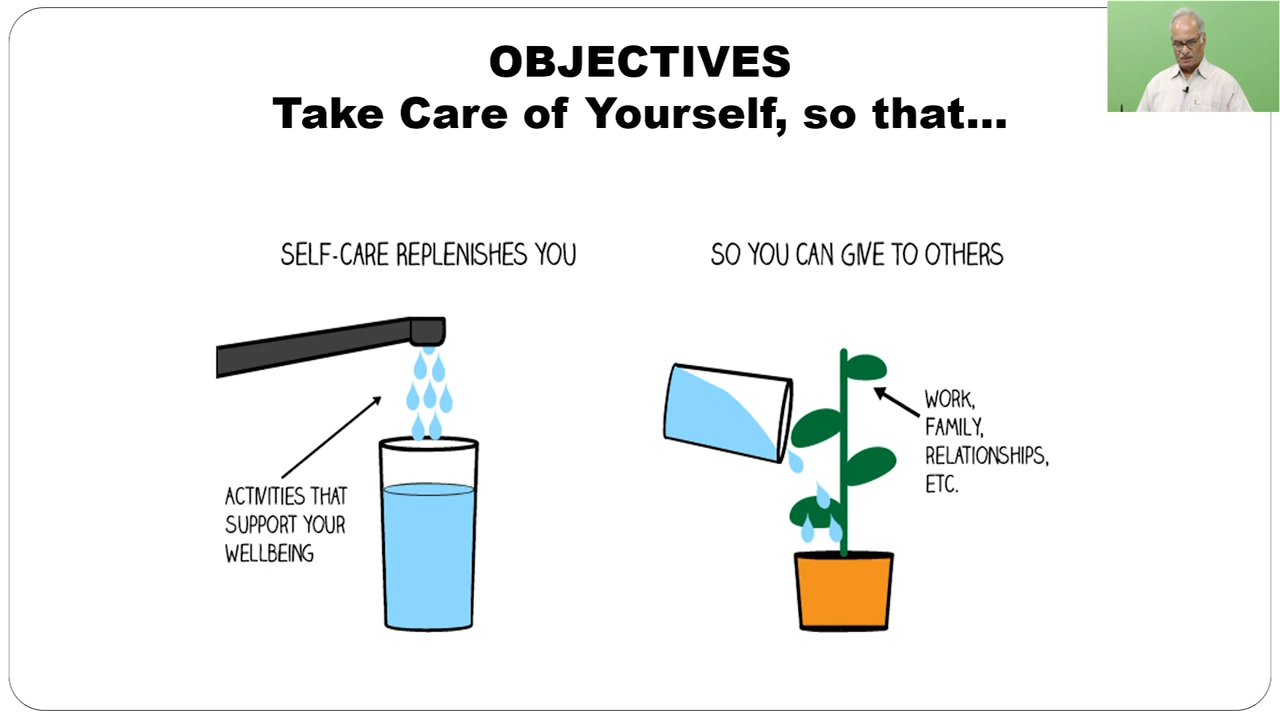 OBJECTIVES
Take Care of Yourself, so that...
SELF-CARE REPLENISHES YOU
SO YOU CAN GIVE TO OTHERS
ACTIVITIES THAT
SUPPORT YOUR
WELLBEING
WORK,
FAMILY,
RELATIONSHIPS,
ETC.